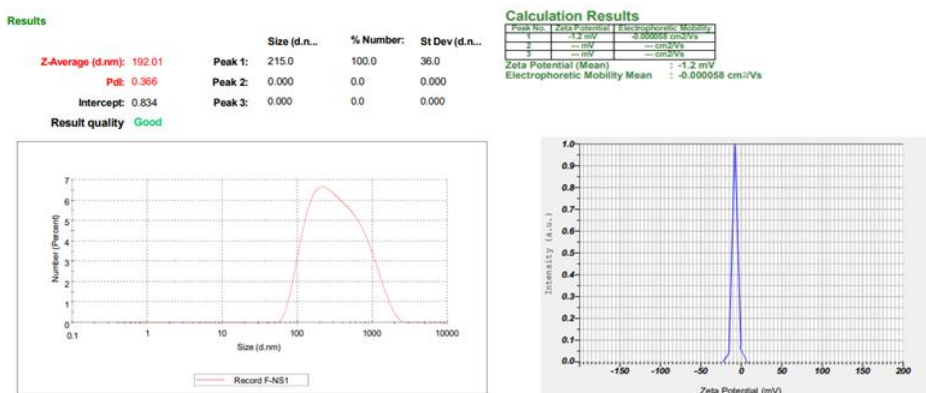 Results
Size (d.n... % Number: St Dev (d.n...
Z-Average (d.nm): 192.01 Peak 1: 215.0 100.0 36.0
PdI: 0.366 Peak 2: 0.000 0.0 0.000
Intercept: 0.834 Peak 3: 0.000 0.0 0.000
Result quality Good
Number (Percent)
7
6
5
4
3
2
1
0
0.1 1 10 100 1000 10000
Size (d.nm)
Record F-NS1
Calculation Results
Peak No. Zeta Potential Electrophoretic Mobility
1 -1.2 mV -0.000058 cm2/Vs
2 --- mV --- cm2/Vs
3 --- mV --- cm2/Vs
Zeta Potential (Mean) : -1.2 mV
Electrophoretic Mobility Mean : -0.000058 cm2/Vs
Intensity (a.u.)
1.0
0.9
0.8
0.7
0.6
0.5
0.4
0.3
0.2
0.1
0.0
-150 -100 -50 0 50 100 150 200
Zeta Potential (mV)